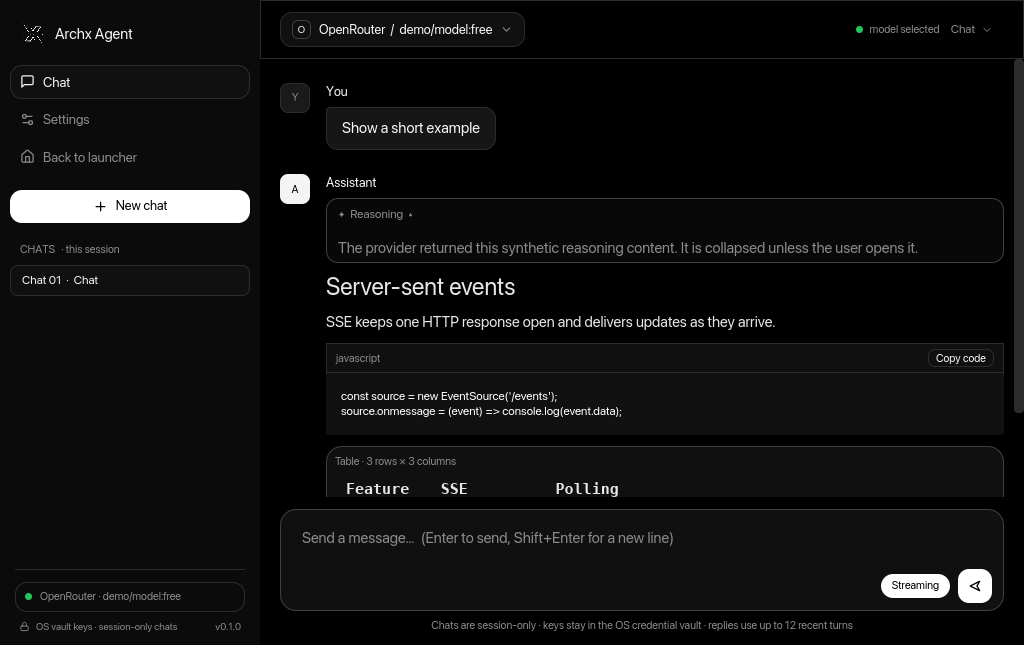 Archx Agent
Chat
Settings
Back to launcher
+ New chat
CHATS · this session
Chat 01 · Chat
OpenRouter · demo/model:free
OS vault keys · session-only chats v0.1.0
O OpenRouter / demo/model:free
model selected Chat
Y You
Show a short example
A Assistant
Reasoning
The provider returned this synthetic reasoning content. It is collapsed unless the user opens it.
Server-sent events
SSE keeps one HTTP response open and delivers updates as they arrive.
javascript Copy code
const source = new EventSource('/events');
source.onmessage = (event) => console.log(event.data);
Table · 3 rows × 3 columns
Feature SSE Polling
Send a message... (Enter to send, Shift+Enter for a new line)
Streaming
Chats are session-only · keys stay in the OS credential vault · replies use up to 12 recent turns